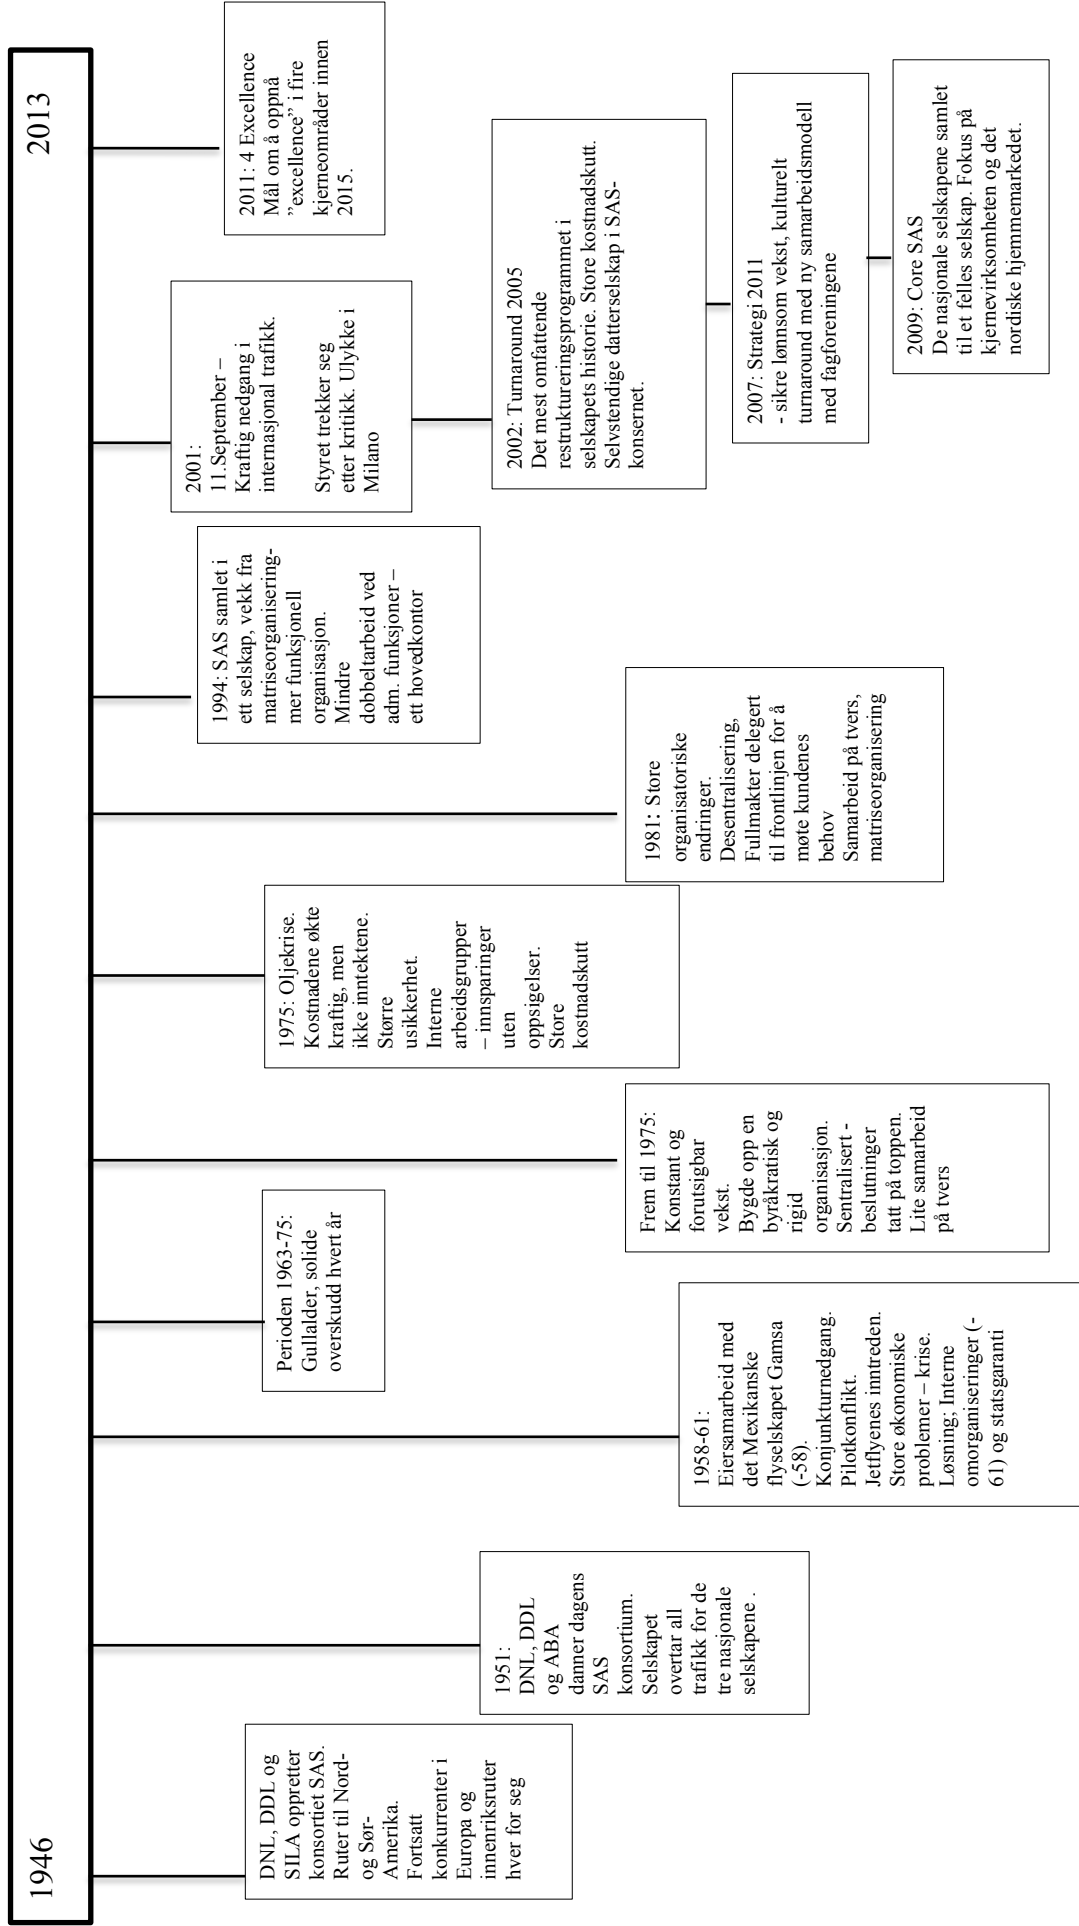 1946
2013
DNL, DDL og
SILA oppretter
konsortiet SAS.
Ruter til Nord-
og Sør-
Amerika.
Fortsatt
konkurrenter i
Europa og
innenriksruter
hver for seg
1951:
DNL, DDL
og ABA
danner dagens
SAS
konsortium.
Selskapet
overtar all
trafikk for de
tre nasjonale
selskapene .
1958-61:
Eiersamarbeid med
det Mexikanske
flyselskapet Gamsa
(-58).
Konjunkturnedgang.
Pilotkonflikt.
Jetflyenes inntreden.
Store økonomiske
problemer – krise.
Løsning; Interne
omorganiseringer (-
61) og statsgaranti
Perioden 1963-75:
Gullalder, solide
overskudd hvert år
Frem til 1975:
Konstant og
forutsigbar
vekst.
Bygde opp en
byråkratisk og
rigid
organisasjon.
Sentralisert -
beslutninger
tatt på toppen.
Lite samarbeid
på tvers
1975: Oljekrise.
Kostnadene økte
kraftig, men
ikke inntektene.
Større
usikkerhet.
Interne
arbeidsgrupper
– innsparinger
uten
oppsigelser.
Store
kostnadskutt
1981: Store
organisatoriske
endringer.
Desentralisering,
Fullmakter delegert
til frontlinjen for å
møte kundenes
behov
Samarbeid på tvers,
matriseorganisering
1994: SAS samlet i
ett selskap, vekk fra
matriseorganisering-
mer funksjonell
organisasjon.
Mindre
dobbeltarbeid ved
adm. funksjoner –
ett hovedkontor
2001:
11.September –
Kraftig nedgang i
internasjonal trafikk.
Styret trekker seg
etter kritikk. Ulykke i
Milano
2002: Turnaround 2005
Det mest omfattende
restruktureringsprogrammet i
selskapets historie. Store kostnadskutt.
Selvstendige datterselskap i SAS-
konsernet.
2007: Strategi 2011
- sikre lønnsom vekst, kulturelt
turnaround med ny samarbeidsmodell
med fagforeningene
2009: Core SAS
De nasjonale selskapene samlet
til et felles selskap. Fokus på
kjernevirksomheten og det
nordiske hjemmemarkedet.
2011: 4 Excellence
Mål om å oppnå
”excellence” i fire
kjerneområder innen
2015.